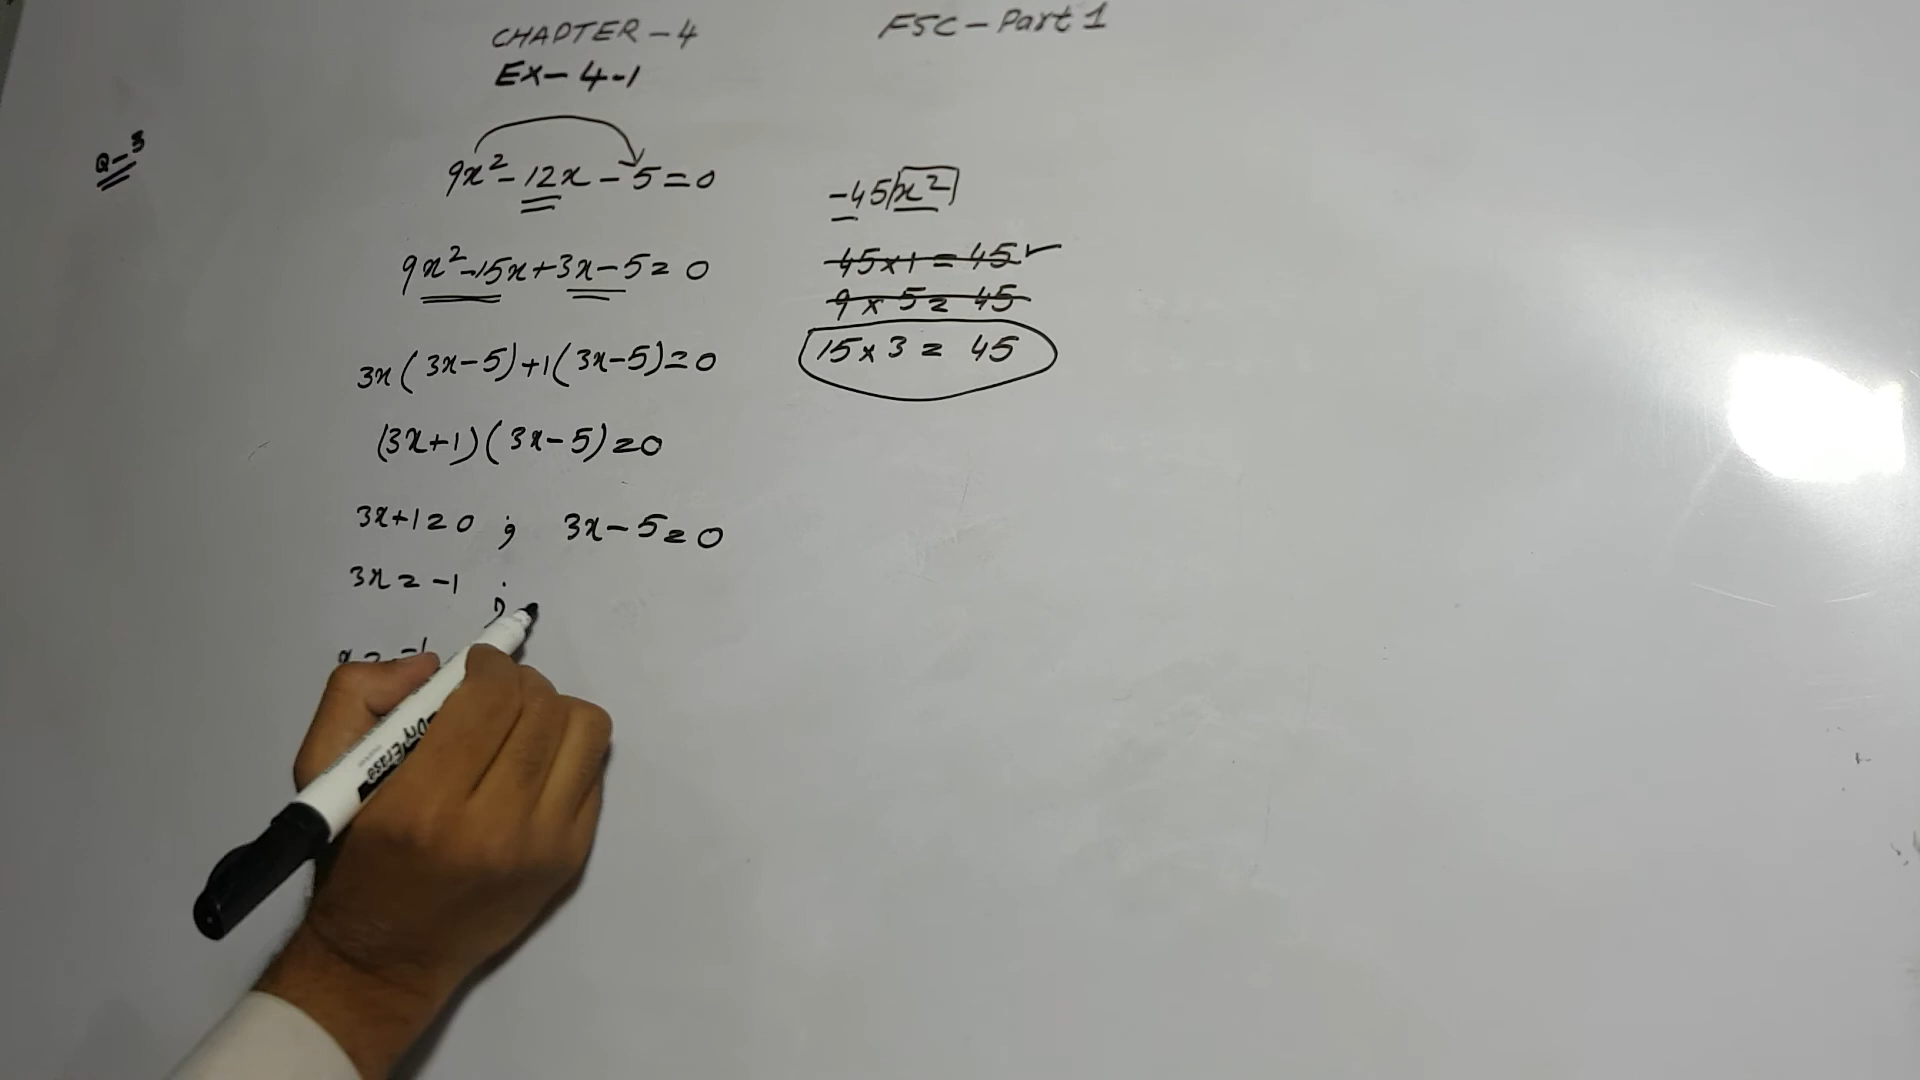 CHAPTER-4 FSC-Part 1
EX-4-1
Q-3
9x²-12x-5=0
-45x²
9x²-15x+3x-5=0
45x1=45✓
9x5=45
15x3=45
3x(3x-5)+1(3x-5)=0
(3x+1)(3x-5)=0
3x+1=0 ; 3x-5=0
3x=-1 ;
x=-1